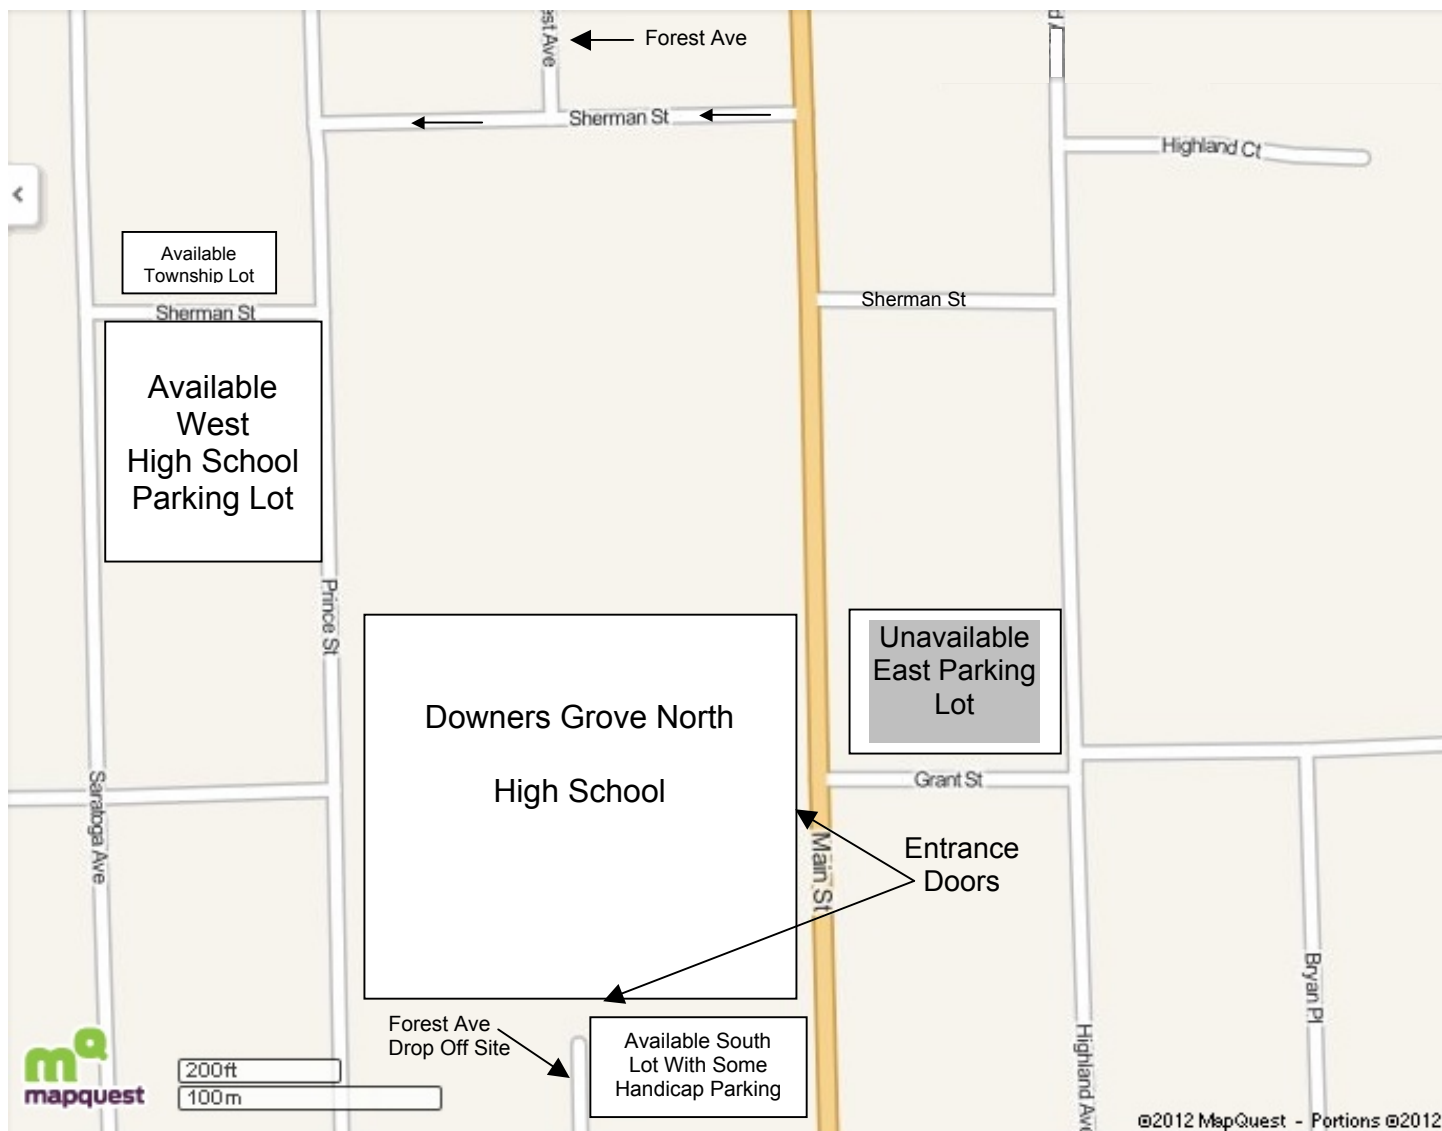 est Ave
Forest Ave
d A
Sherman St
Highland Ct
<
Available
Township Lot
Sherman St
Sherman St
Available
West
High School
Parking Lot
Prince St
Unavailable
East Parking
Lot
Downers Grove North
High School
Grant St
Saratoga Ave
Main St
Entrance
Doors
Bryan Pl
Forest Ave
Drop Off Site
Available South
Lot With Some
Handicap Parking
Highland Ave
mapquest
200ft
100m
©2012 MapQuest - Portions ©2012